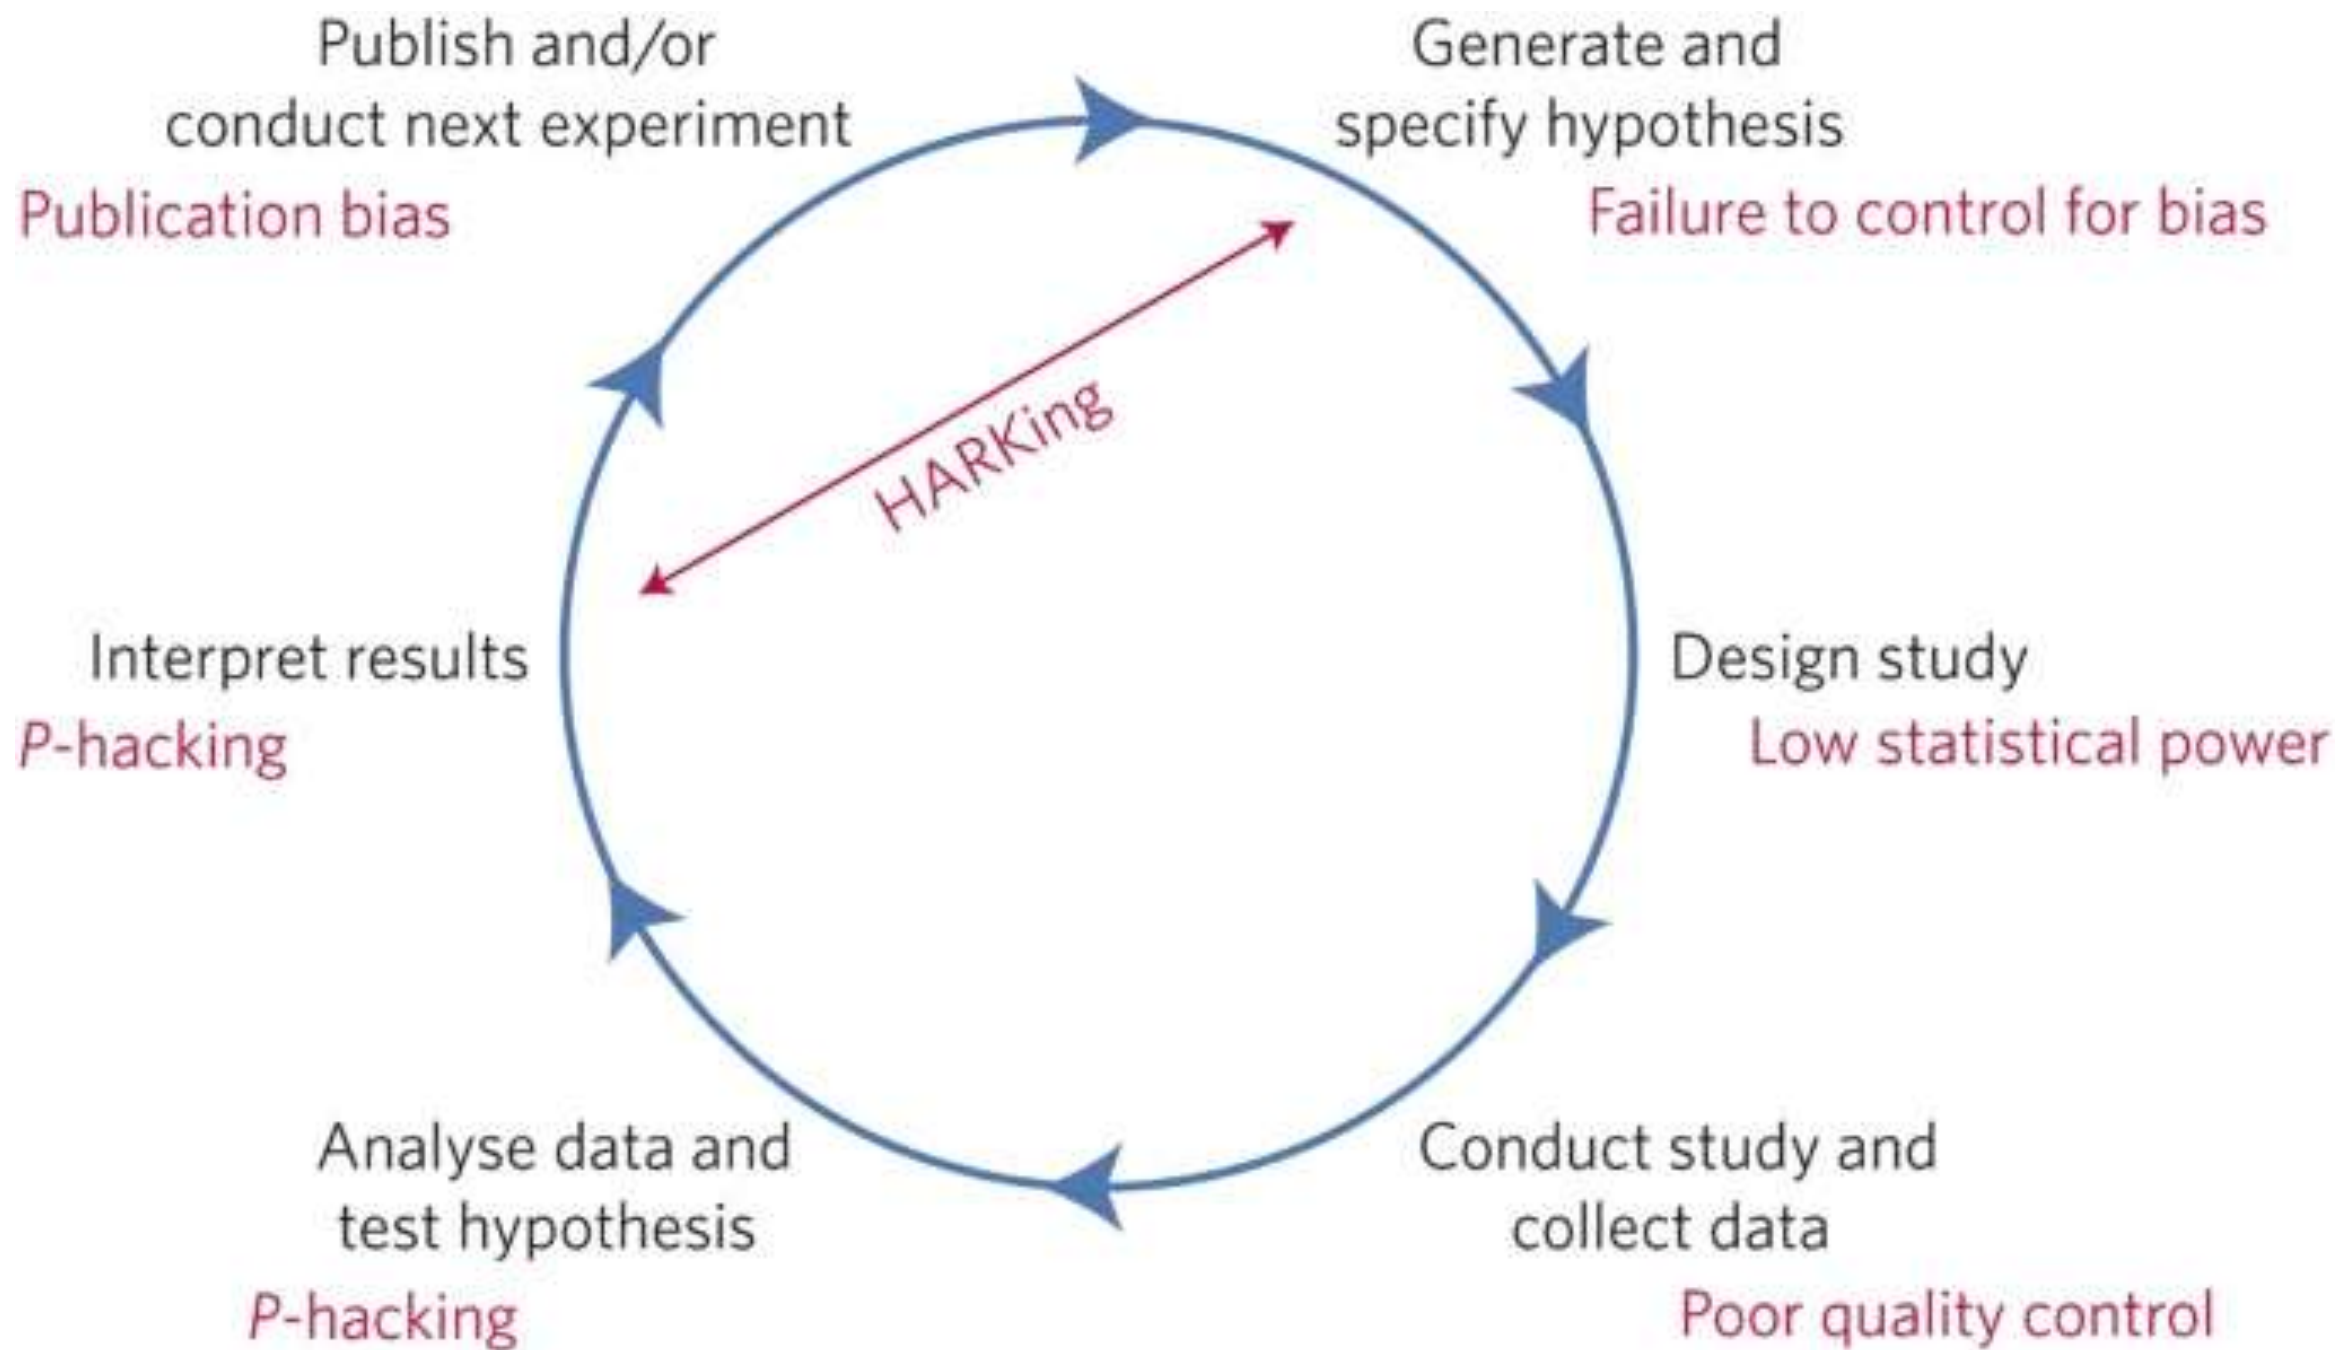 Publish and/or
conduct next experiment
Publication bias
Generate and
specify hypothesis
Failure to control for bias
HARKing
Interpret results
P-hacking
Design study
Low statistical power
Analyse data and
test hypothesis
P-hacking
Conduct study and
collect data
Poor quality control